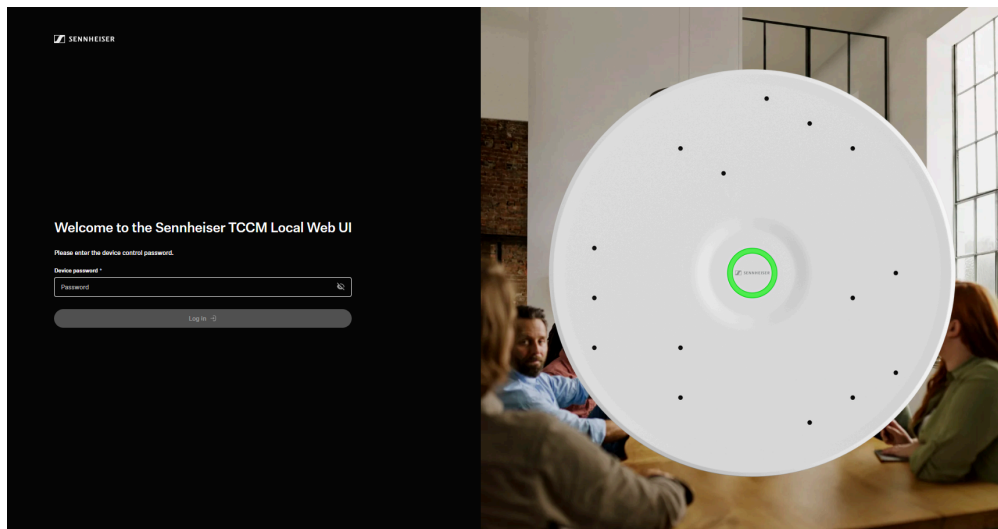 SENNHEISER
Welcome to the Sennheiser TCCM Local Web UI
Please enter the device control password.
Device password *
Password
Log In
SENNHEISER